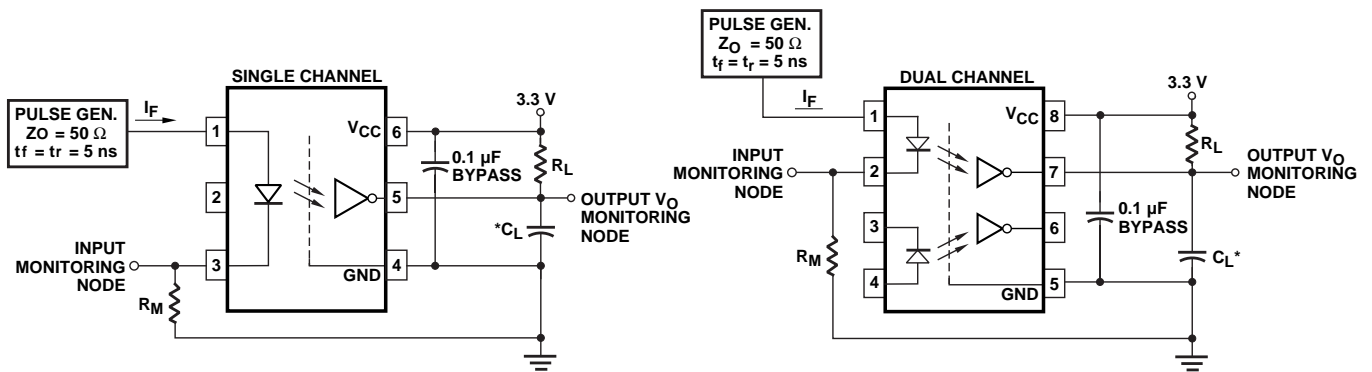 SINGLE CHANNEL
PULSE GEN.
ZO = 50 Ω
tf = tr = 5 ns
IF
1
2
3
VCC
6
5
4
GND
3.3 V
0.1 µF
BYPASS
RL
*CL
OUTPUT VO
MONITORING
NODE
INPUT
MONITORING
NODE
RM
PULSE GEN.
ZO = 50 Ω
tf = tr = 5 ns
DUAL CHANNEL
IF
1
2
3
4
VCC
8
7
6
5
GND
3.3 V
RL
OUTPUT VO
MONITORING
NODE
0.1 µF
BYPASS
CL*
INPUT
MONITORING
NODE
RM